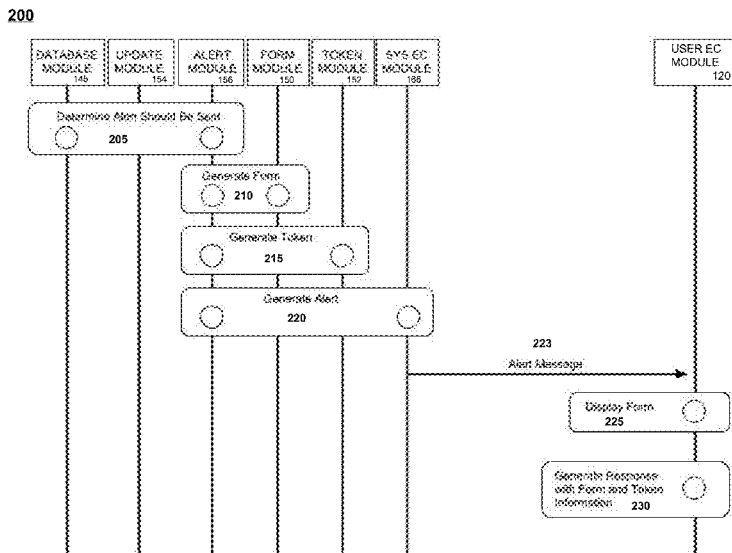 200
DATABASE
MODULE
145
UPDATE
MODULE
154
ALERT
MODULE
156
FORM
MODULE
150
TOKEN
MODULE
152
SYS EC
MODULE
166
USER EC
MODULE
120
Determine Alert Should Be Sent
205
Generate Form
210
Generate Token
215
Generate Alert
220
223
Alert Message
Display Form
225
Generate Response
with Form and Token
Information 230